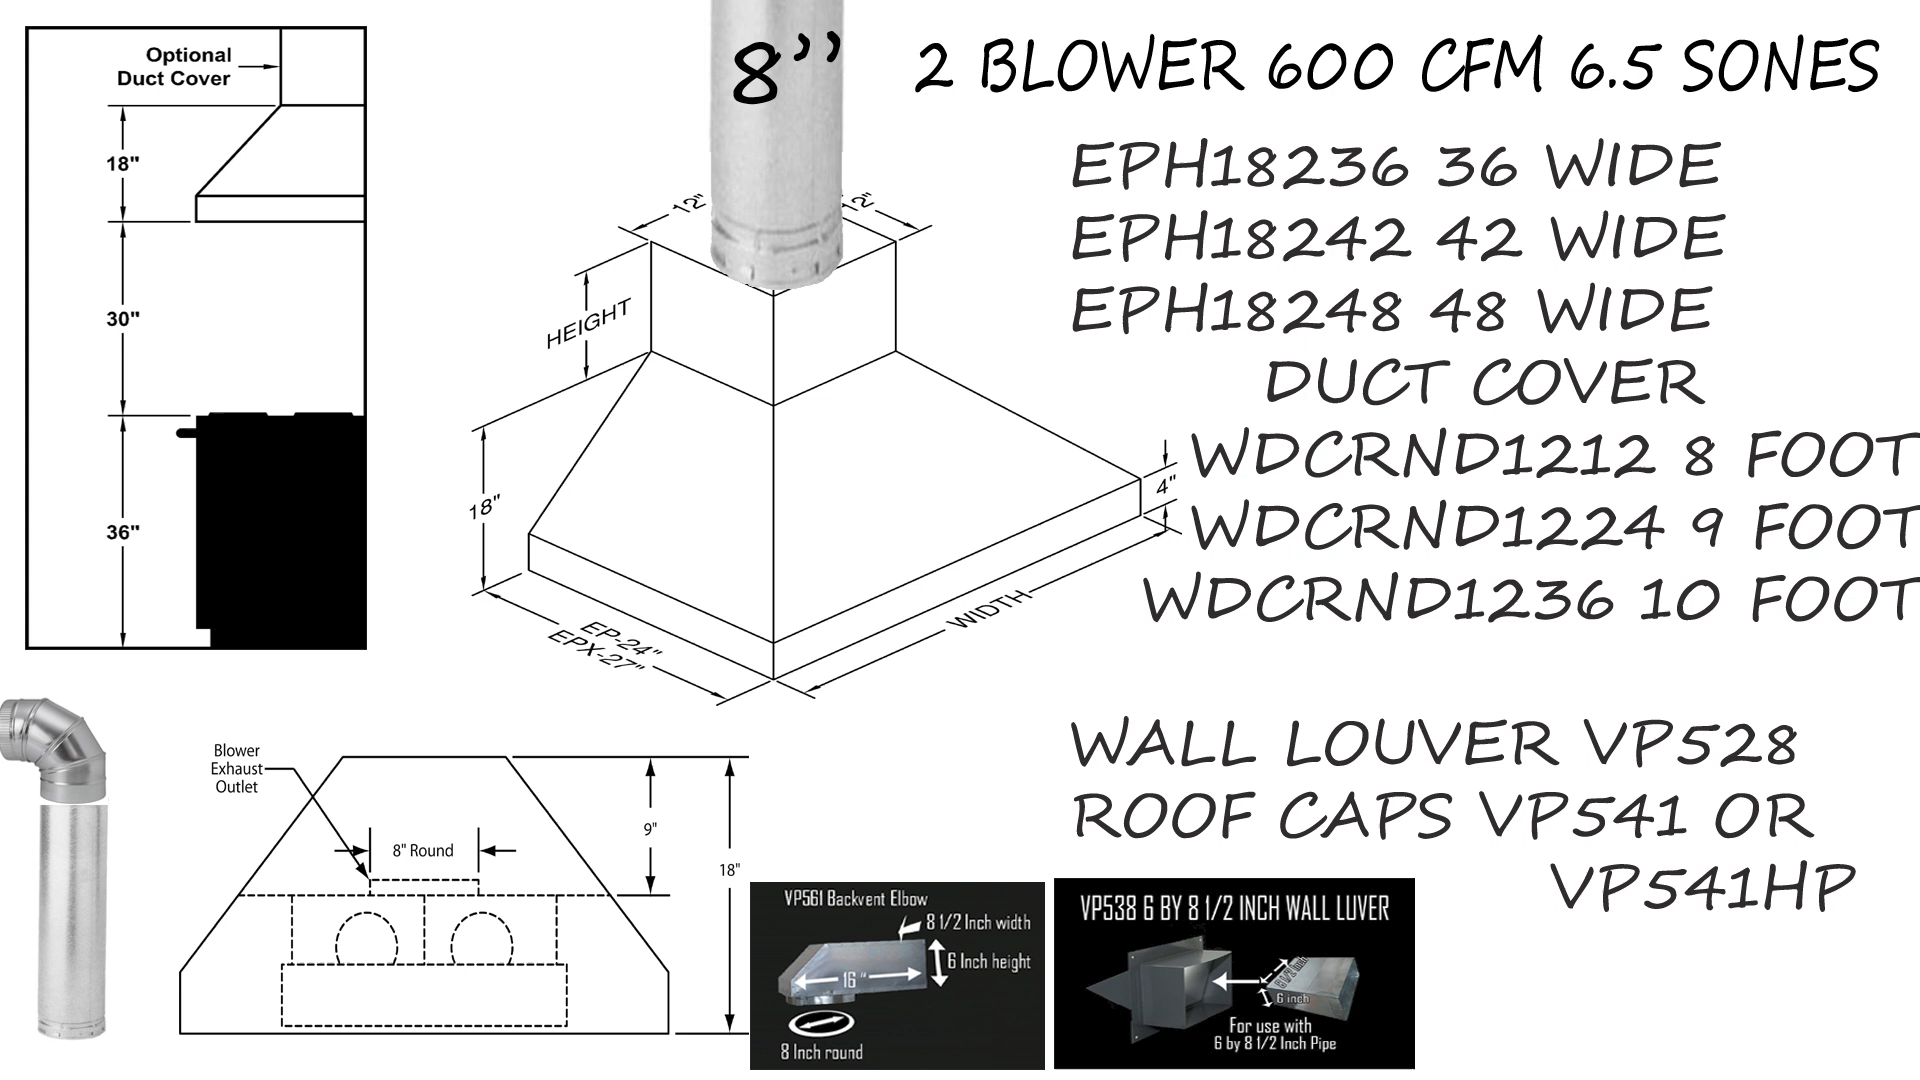 Optional
Duct Cover
18"
30"
36"
8’’
2 BLOWER 600 CFM 6.5 SONES
EPH18236 36 WIDE
EPH18242 42 WIDE
EPH18248 48 WIDE
DUCT COVER
WDCRND1212 8 FOOT
WDCRND1224 9 FOOT
WDCRND1236 10 FOOT
12"
12"
HEIGHT
18"
4"
EP-24"
EPX-27"
WIDTH
WALL LOUVER VP528
ROOF CAPS VP541 OR
VP541HP
Blower
Exhaust
Outlet
8" Round
9"
18"
VP561 Backvent Elbow
8 1/2 Inch width
6 Inch height
16 "
8 Inch round
VP538 6 BY 8 1/2 INCH WALL LUVER
8 1/2 Inch
6 inch
For use with
6 by 8 1/2 Inch Pipe